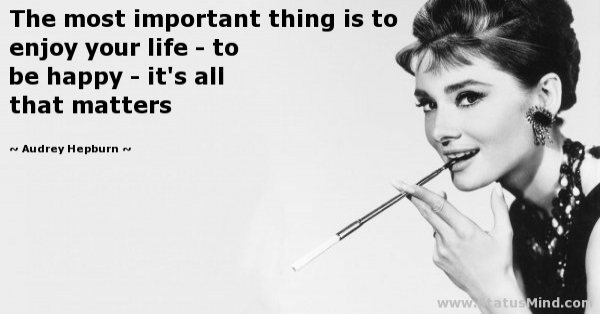 The most important thing is to
enjoy your life - to
be happy - it's all
that matters
~ Audrey Hepburn ~
www.StatusMind.com